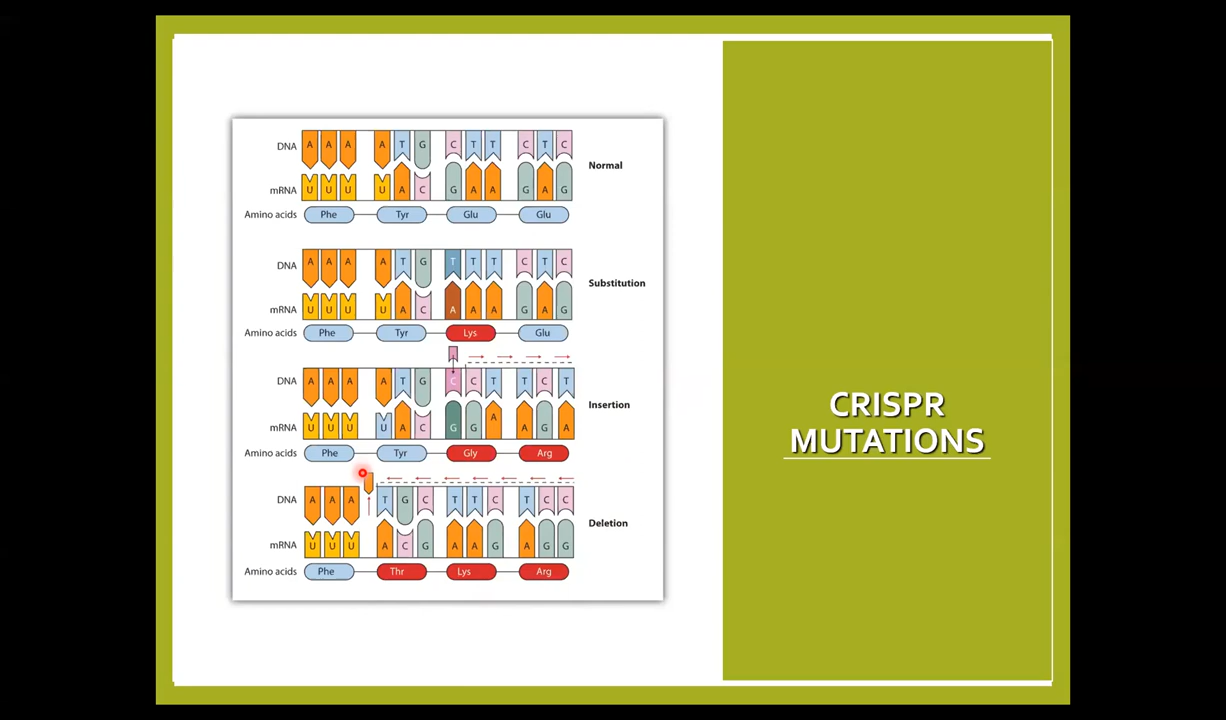 DNA A A A A T G C T T C T C
Normal
mRNA U U U U A C G A A G A G
Amino acids Phe Tyr Glu Glu
DNA A A A A T G T T T C T C
Substitution
mRNA U U U U A C A A A G A G
Amino acids Phe Tyr Lys Glu
DNA A A A A T G C C T T C T
Insertion
mRNA U U U U A C G G A A G A
Amino acids Phe Tyr Gly Arg
DNA A A A T G C T T C T C C
Deletion
mRNA U U U A C G A A G A G G
Amino acids Phe Thr Lys Arg
CRISPR
MUTATIONS